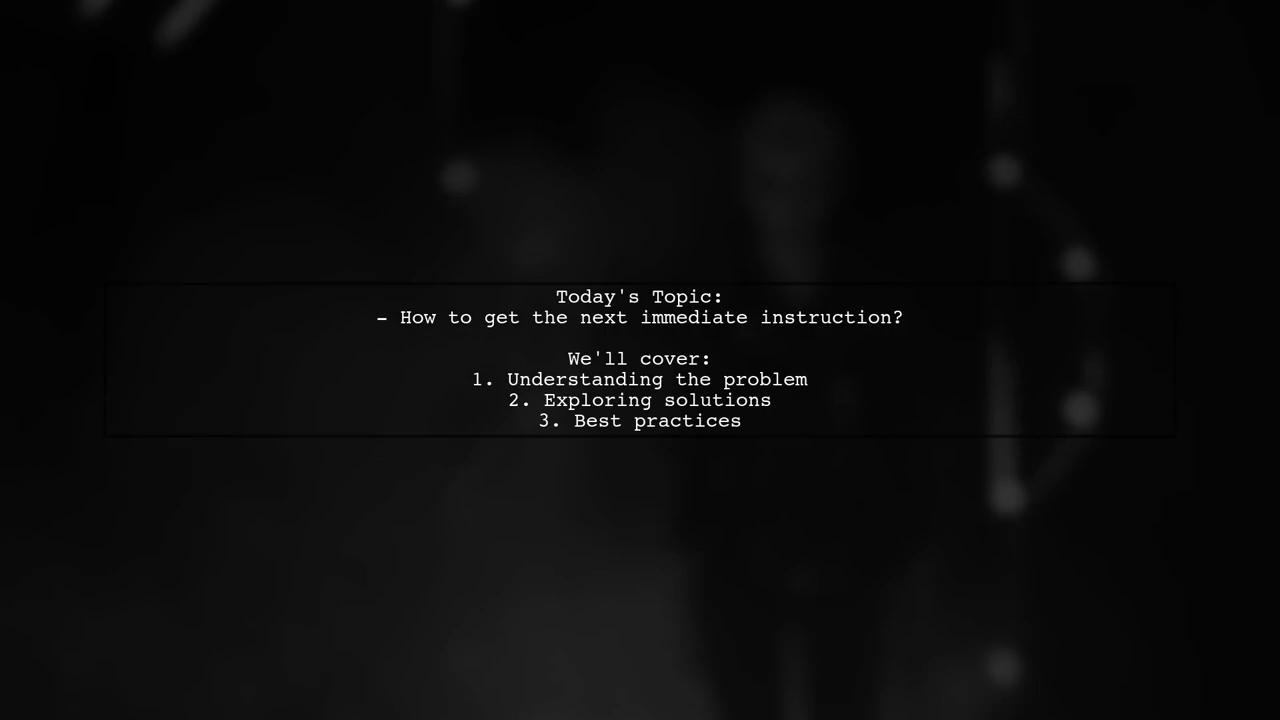 Today's Topic:
- How to get the next immediate instruction?
We'll cover:
1. Understanding the problem
2. Exploring solutions
3. Best practices